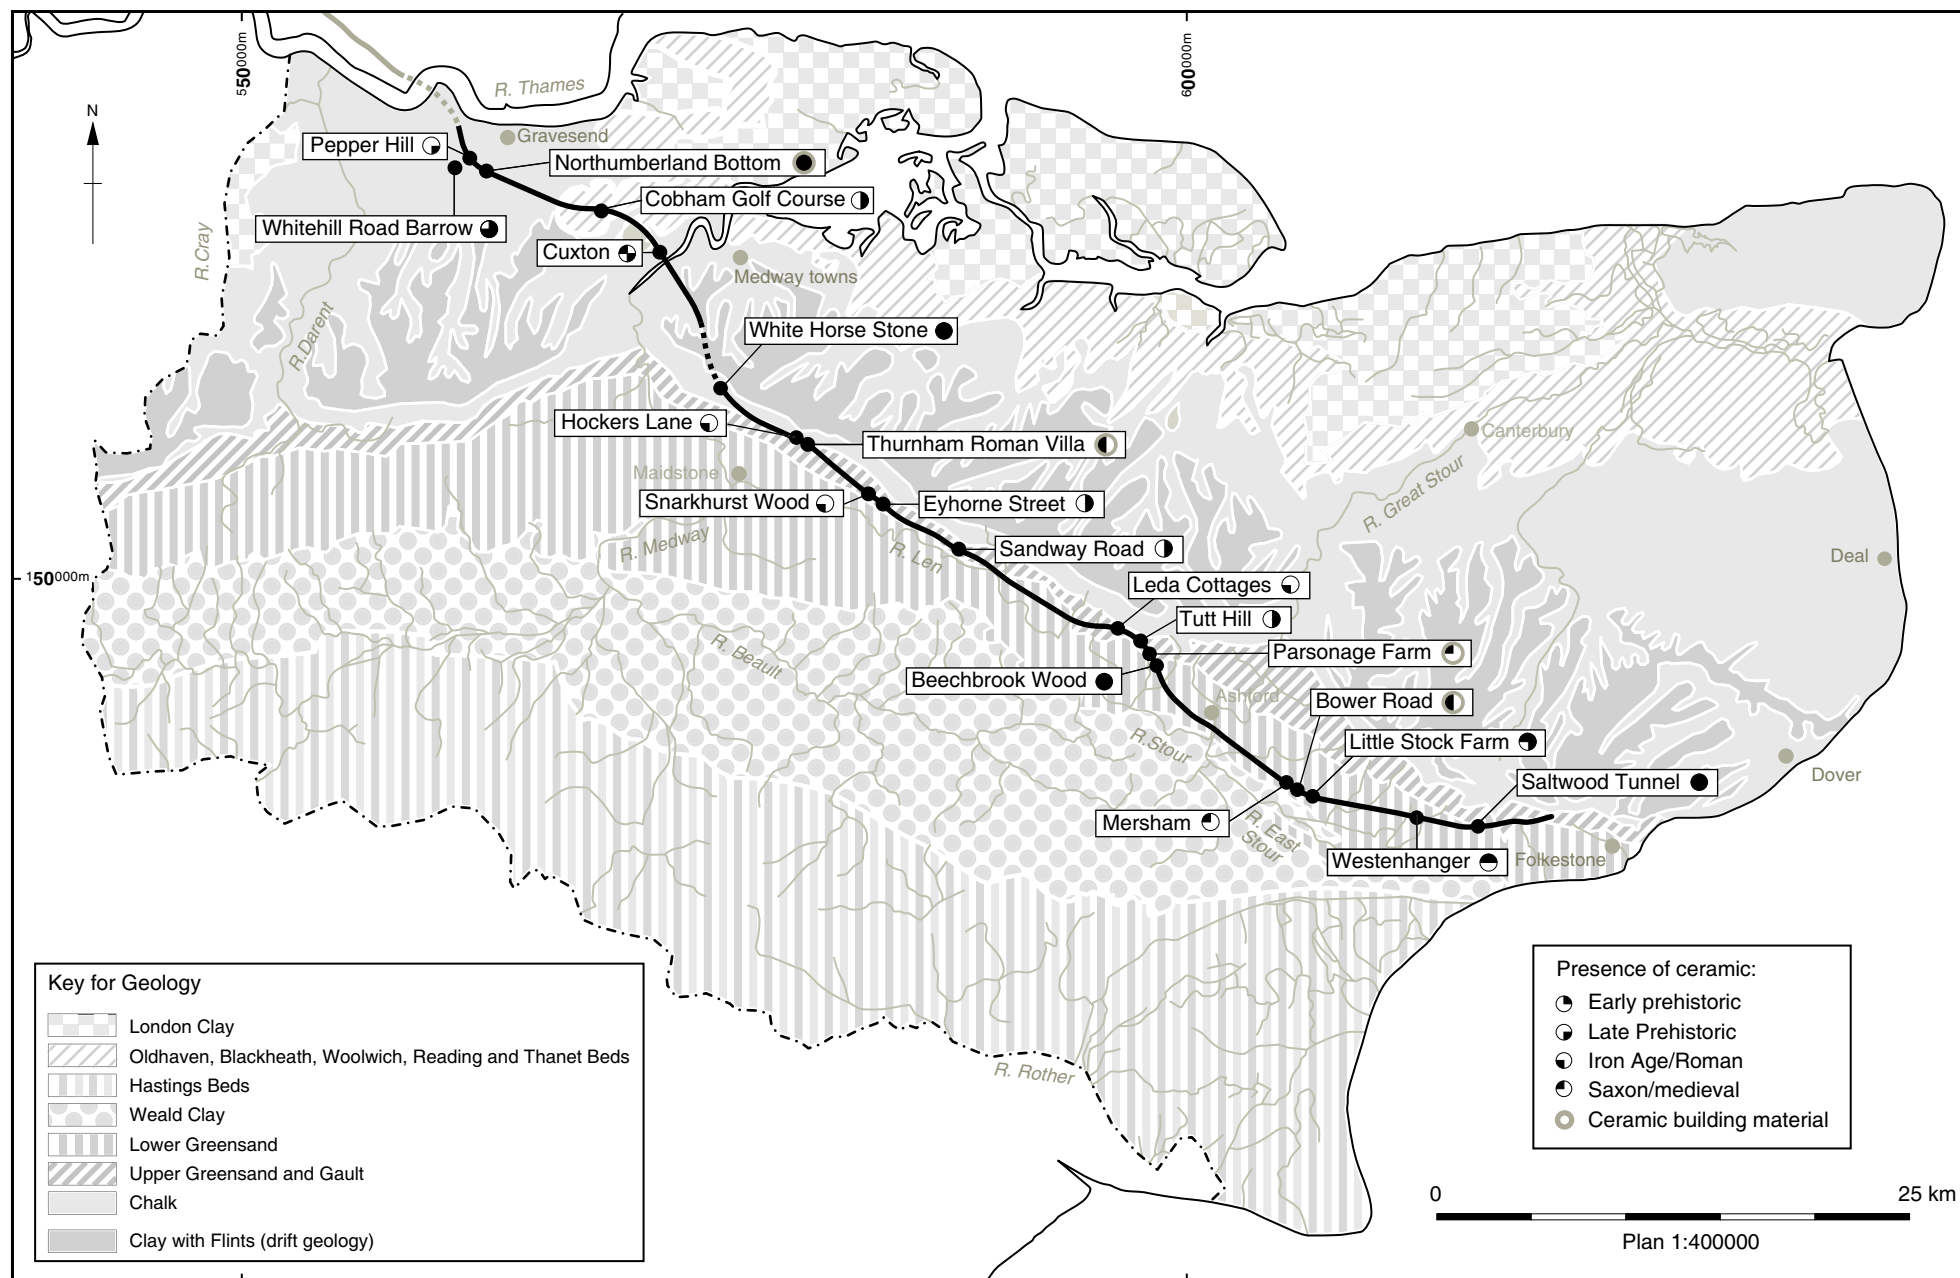 550000m
600000m
R. Thames
N
Gravesend
Pepper Hill
Northumberland Bottom
Cobham Golf Course
Whitehill Road Barrow
R.Cray
Cuxton
Medway towns
R.Darent
White Horse Stone
Hockers Lane
Thurnham Roman Villa
Canterbury
Maidstone
Snarkhurst Wood
Eyhorne Street
R. Great Stour
R. Medway
R. Len
Sandway Road
Deal
150000m
Leda Cottages
Tutt Hill
R. Beault
Parsonage Farm
Beechbrook Wood
Ashford
Bower Road
R.Stour
Little Stock Farm
Dover
Saltwood Tunnel
Mersham
R. East
Stour
Westenhanger
Folkestone
R. Rother
Key for Geology
London Clay
Oldhaven, Blackheath, Woolwich, Reading and Thanet Beds
Hastings Beds
Weald Clay
Lower Greensand
Upper Greensand and Gault
Chalk
Clay with Flints (drift geology)
Presence of ceramic:
Early prehistoric
Late Prehistoric
Iron Age/Roman
Saxon/medieval
Ceramic building material
0 25 km
Plan 1:400000